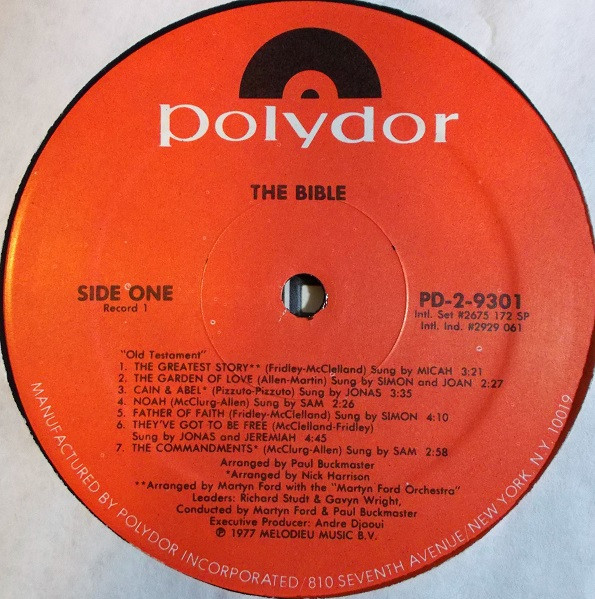 polydor
THE BIBLE
SIDE ONE
Record 1
PD-2-9301
Intl. Set #2675 172 SP
Intl. Ind. #2929 061
"Old Testament"
1. THE GREATEST STORY** (Fridley-McClelland) Sung by MICAH 3:21
2. THE GARDEN OF LOVE (Allen-Martin) Sung by SIMON and JOAN 2:27
3. CAIN & ABEL* (Pizzuto-Pizzuto) Sung by JONAS 3:35
4. NOAH (McClurg-Allen) Sung by SAM 2:26
5. FATHER OF FAITH (Fridley-McClelland) Sung by SIMON 4:10
6. THEY'VE GOT TO BE FREE (McClelland-Fridley)
Sung by JONAS and JEREMIAH 4:45
7. THE COMMANDMENTS* (McClurg-Allen) Sung by SAM 2:58
Arranged by Paul Buckmaster
*Arranged by Nick Harrison
**Arranged by Martyn Ford with the "Martyn Ford Orchestra"
Leaders: Richard Studt & Gavyn Wright,
Conducted by Martyn Ford & Paul Buckmaster
Executive Producer: Andre Djaoui
℗ 1977 MELODIEU MUSIC B.V.
MANUFACTURED BY POLYDOR INCORPORATED/810 SEVENTH AVENUE/NEW YORK, N.Y. 10019